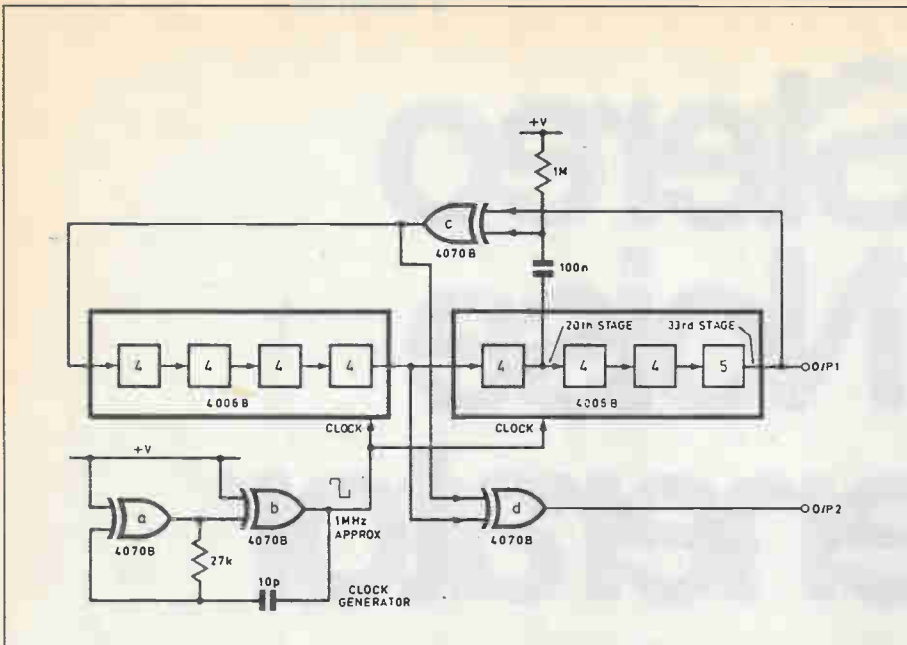 +V
1M
c
4070B
100n
20th STAGE
33rd STAGE
4
4
4
4
4
4
4
5
O/P1
4006B
4006B
CLOCK
CLOCK
+V
a
b
d
4070B
4070B
1MHz
APPROX
4070B
O/P2
27k
10p
CLOCK
GENERATOR